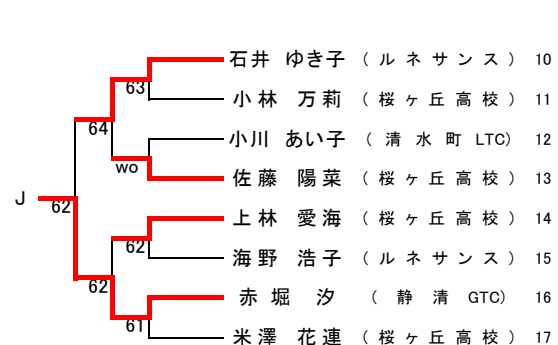 石井 ゆき子 ( ルネサンス ) 10
63
小林 万莉 ( 桜ヶ丘高校 ) 11
64
小川 あい子 ( 清水町 LTC) 12
wo
佐藤 陽菜 ( 桜ヶ丘高校 ) 13
J 62
上林 愛海 ( 桜ヶ丘高校 ) 14
62
海野 浩子 ( ルネサンス ) 15
62
赤堀 汐 ( 静清 GTC) 16
61
米澤 花連 ( 桜ヶ丘高校 ) 17